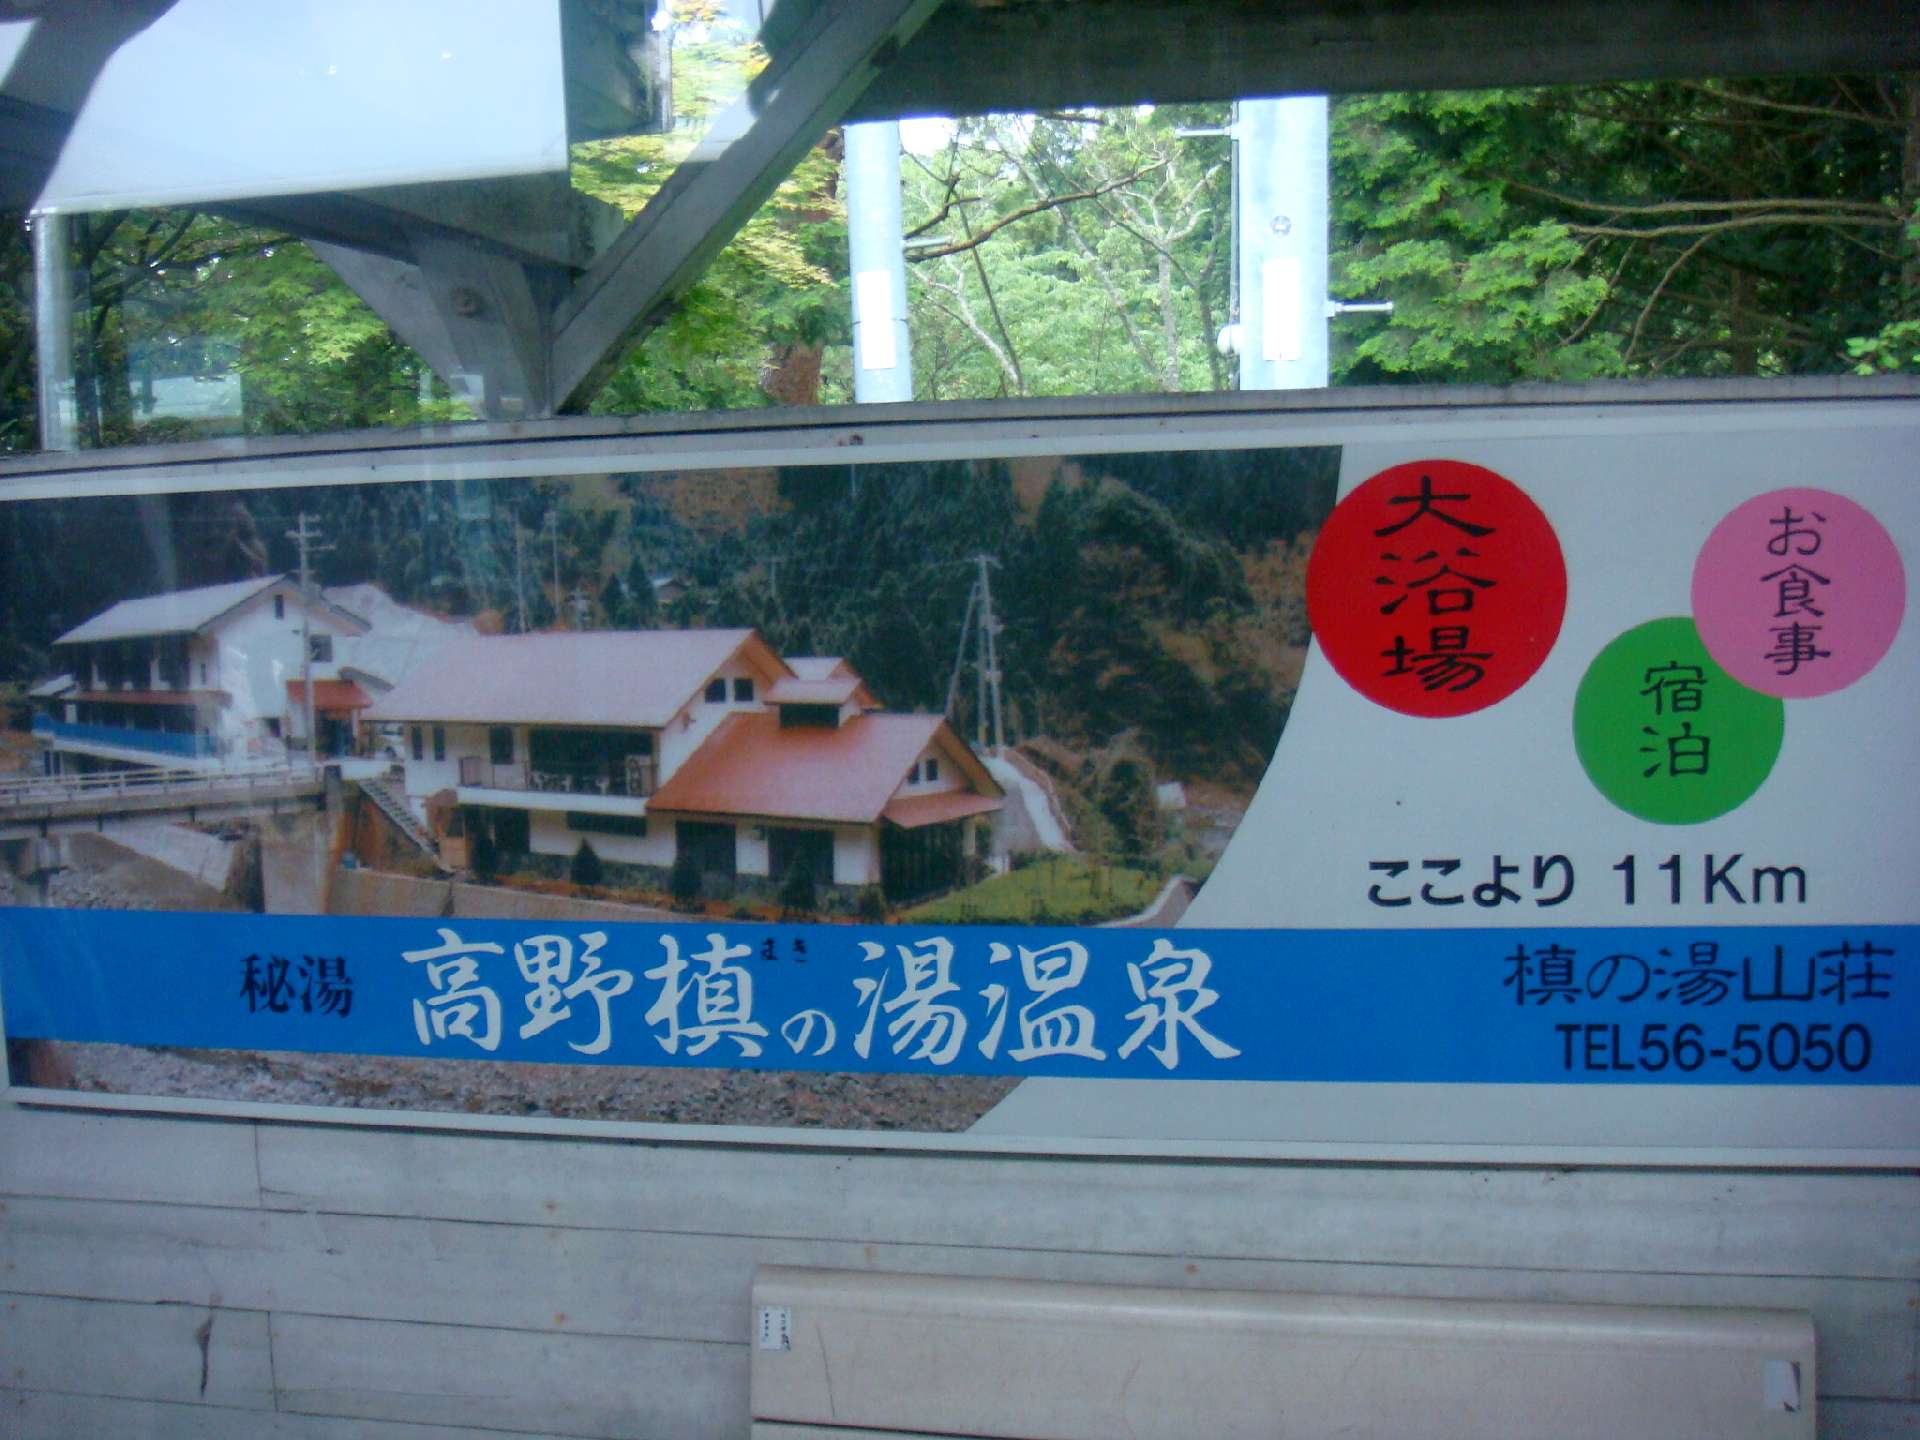 大浴場
お食事
宿泊
ここより 11Km
秘湯 高野槙の湯温泉
まき
槙の湯山荘
TEL56-5050